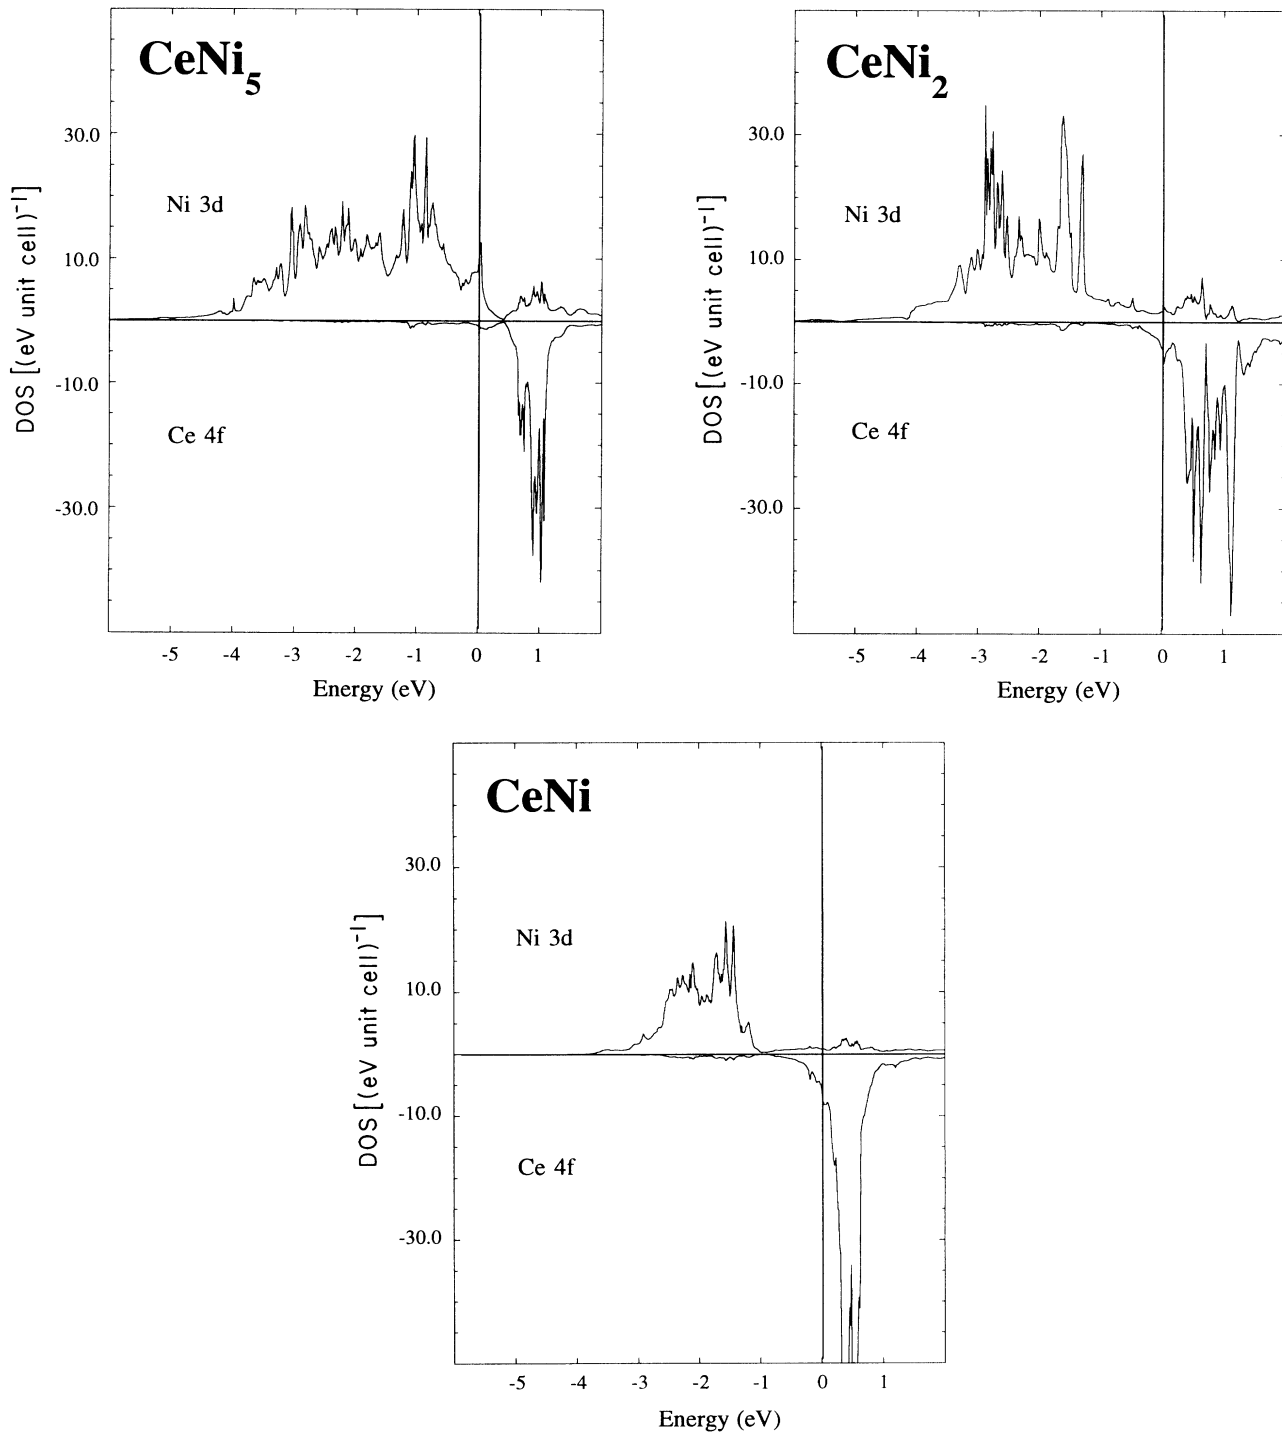 CeNi5
30.0
Ni 3d
10.0
-10.0
Ce 4f
-30.0
DOS [(eV unit cell)-1]
-5 -4 -3 -2 -1 0 1
Energy (eV)
CeNi2
30.0
Ni 3d
10.0
-10.0
Ce 4f
-30.0
DOS [(eV unit cell)-1]
-5 -4 -3 -2 -1 0 1
Energy (eV)
CeNi
30.0
Ni 3d
10.0
-10.0
Ce 4f
-30.0
DOS [(eV unit cell)-1]
-5 -4 -3 -2 -1 0 1
Energy (eV)